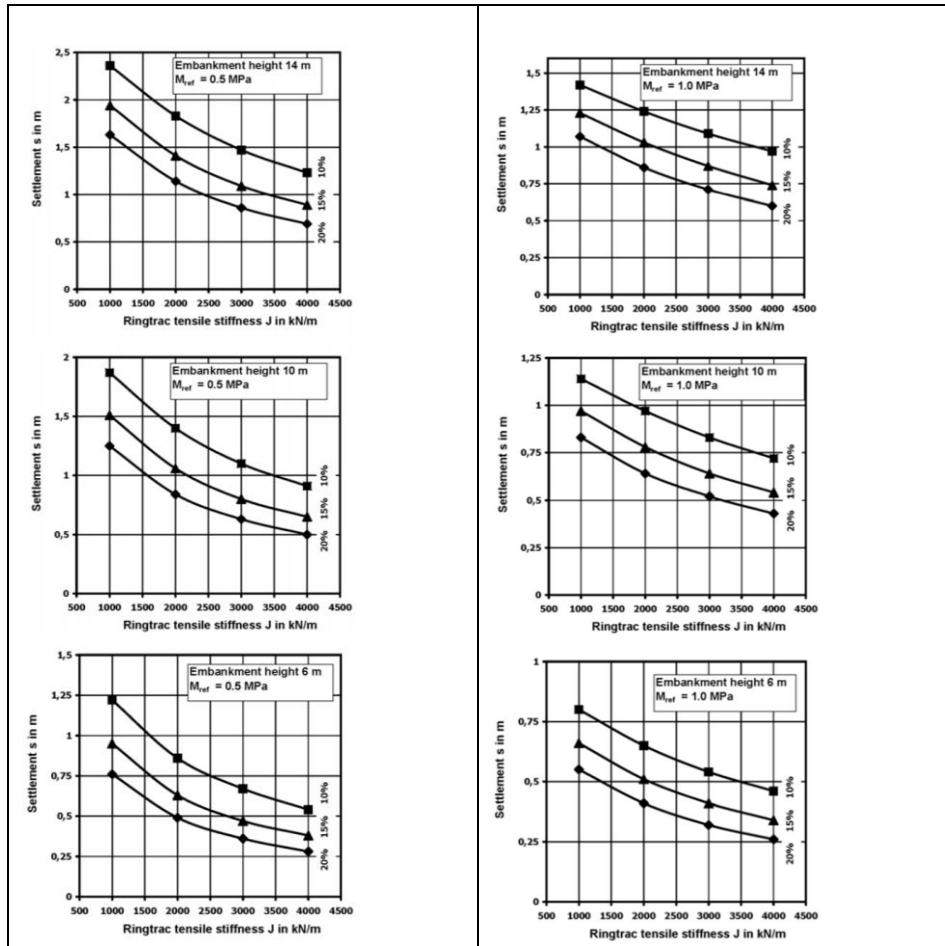 2,5
Embankment height 14 m
M_ref = 0.5 MPa
2
1,5
1
0,5
0
10%
15%
20%
Settlement s in m
500 1000 1500 2000 2500 3000 3500 4000 4500
Ringtrac tensile stiffness J in kN/m
1,5
Embankment height 14 m
M_ref = 1.0 MPa
1,25
1
0,75
0,5
0,25
0
10%
15%
20%
Settlement s in m
500 1000 1500 2000 2500 3000 3500 4000 4500
Ringtrac tensile stiffness J in kN/m
2
Embankment height 10 m
M_ref = 0.5 MPa
1,5
1
0,5
0
10%
15%
20%
Settlement s in m
500 1000 1500 2000 2500 3000 3500 4000 4500
Ringtrac tensile stiffness J in kN/m
1,25
Embankment height 10 m
M_ref = 1.0 MPa
1
0,75
0,5
0,25
0
10%
15%
20%
Settlement s in m
500 1000 1500 2000 2500 3000 3500 4000 4500
Ringtrac tensile stiffness J in kN/m
1,5
Embankment height 6 m
M_ref = 0.5 MPa
1,25
1
0,75
0,5
0,25
0
10%
15%
20%
Settlement s in m
500 1000 1500 2000 2500 3000 3500 4000 4500
Ringtrac tensile stiffness J in kN/m
1
Embankment height 6 m
M_ref = 1.0 MPa
0,75
0,5
0,25
0
10%
15%
20%
Settlement s in m
500 1000 1500 2000 2500 3000 3500 4000 4500
Ringtrac tensile stiffness J in kN/m